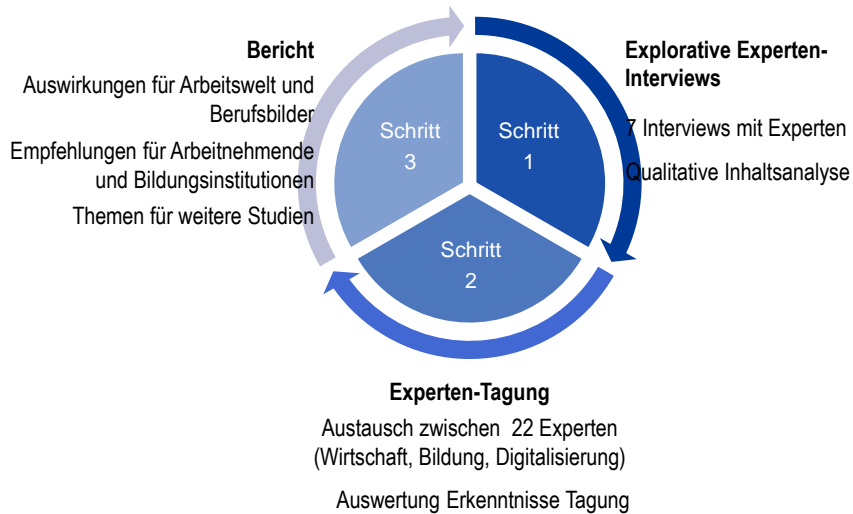 Bericht
Auswirkungen für Arbeitswelt und
Berufsbilder
Empfehlungen für Arbeitnehmende
und Bildungsinstitutionen
Themen für weitere Studien
Schritt
3
Schritt
1
Explorative Experten-
Interviews
7 Interviews mit Experten
Qualitative Inhaltsanalyse
Schritt
2
Experten-Tagung
Austausch zwischen 22 Experten
(Wirtschaft, Bildung, Digitalisierung)
Auswertung Erkenntnisse Tagung